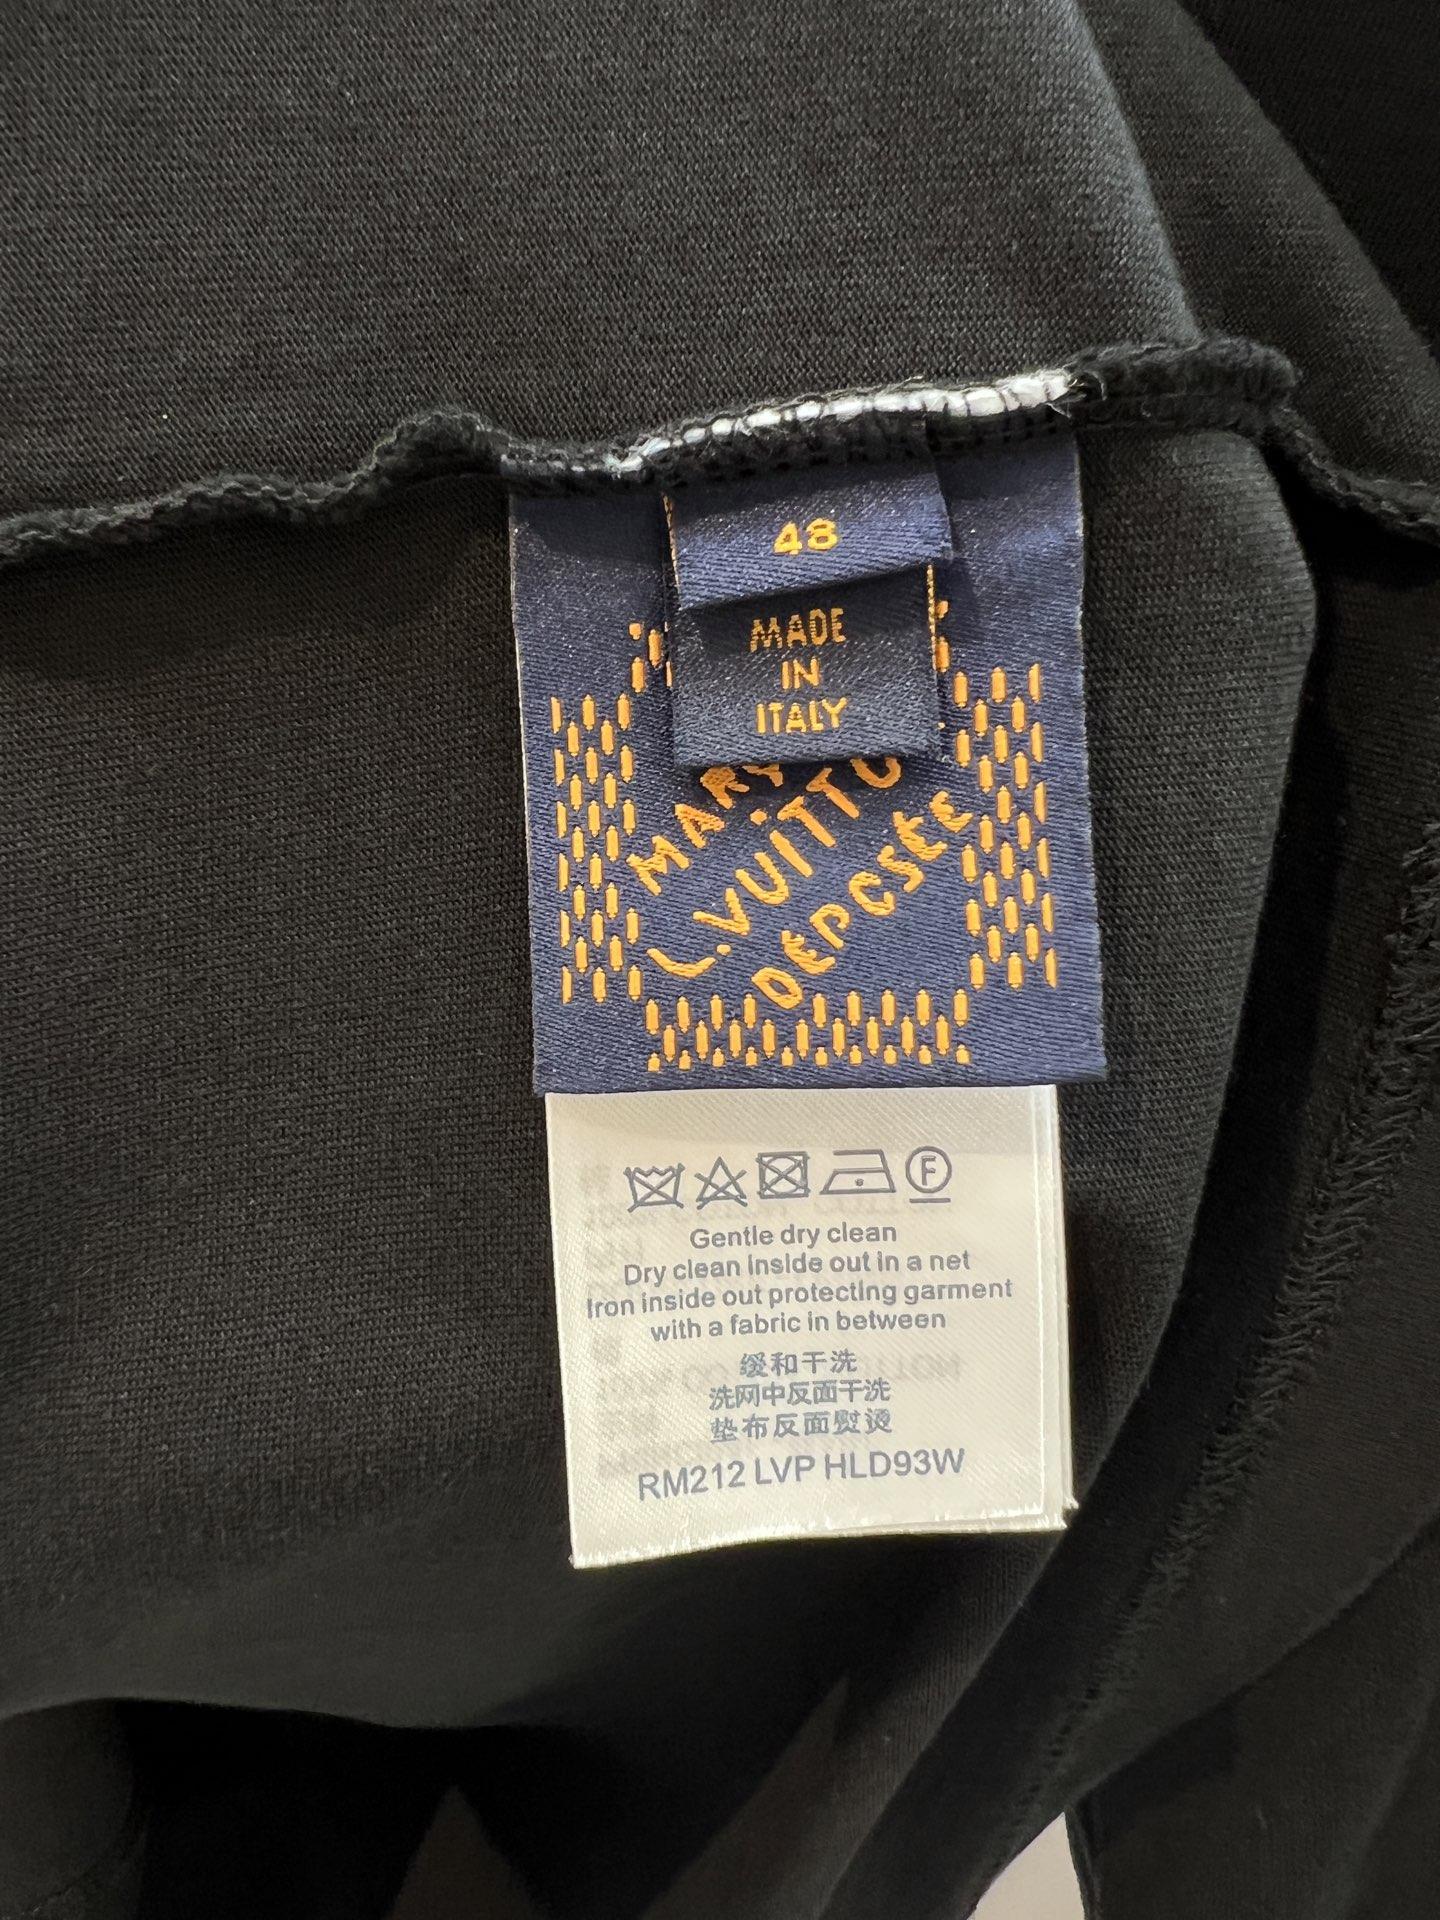 48
MADE
IN
ITALY
L.VUITTO
DEPCSÉE
F
Gentle dry clean
Dry clean inside out in a net
Iron inside out protecting garment
with a fabric in between
缓和干洗
洗网中反面干洗
垫布反面熨烫
RM212 LVP HLD93W